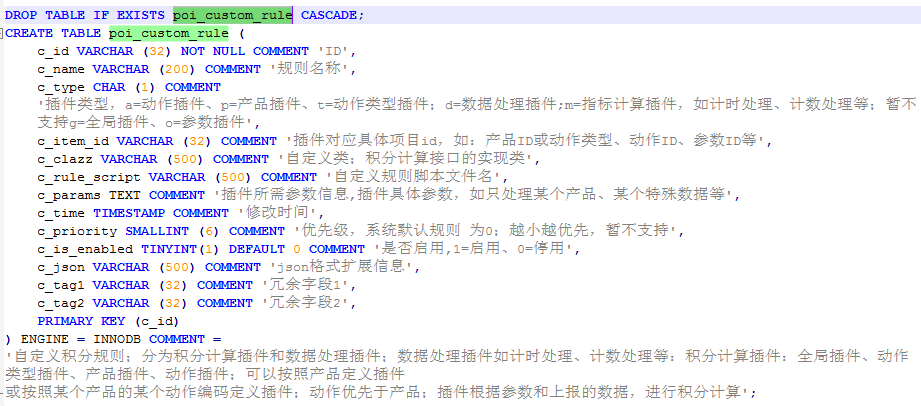 DROP TABLE IF EXISTS poi_custom_rule CASCADE;
CREATE TABLE poi_custom_rule (
c_id VARCHAR (32) NOT NULL COMMENT 'ID',
c_name VARCHAR (200) COMMENT '规则名称',
c_type CHAR (1) COMMENT
'插件类型，a=动作插件、p=产品插件、t=动作类型插件；d=数据处理插件;m=指标计算插件，如计时处理、计数处理等；暂不
支持g=全局插件、o=参数插件',
c_item_id VARCHAR (32) COMMENT '插件对应具体项目id，如：产品ID或动作类型、动作ID、参数ID等',
c_clazz VARCHAR (500) COMMENT '自定义类；积分计算接口的实现类',
c_rule_script VARCHAR (500) COMMENT '自定义规则脚本文件名',
c_params TEXT COMMENT '插件所需参数信息,插件具体参数，如只处理某个产品、某个特殊数据等',
c_time TIMESTAMP COMMENT '修改时间',
c_priority SMALLINT (6) COMMENT '优先级，系统默认规则 为0；越小越优先，暂不支持',
c_is_enabled TINYINT(1) DEFAULT 0 COMMENT '是否启用,1=启用、0=停用',
c_json VARCHAR (500) COMMENT 'json格式扩展信息',
c_tag1 VARCHAR (32) COMMENT '冗余字段1',
c_tag2 VARCHAR (32) COMMENT '冗余字段2',
PRIMARY KEY (c_id)
) ENGINE = INNODB COMMENT =
'自定义积分规则；分为积分计算插件和数据处理插件；数据处理插件如计时处理、计数处理等：积分计算插件：全局插件、动作
类型插件、产品插件、动作插件；可以按照产品定义插件
或按照某个产品的某个动作编码定义插件；动作优先于产品；插件根据参数和上报的数据，进行积分计算';